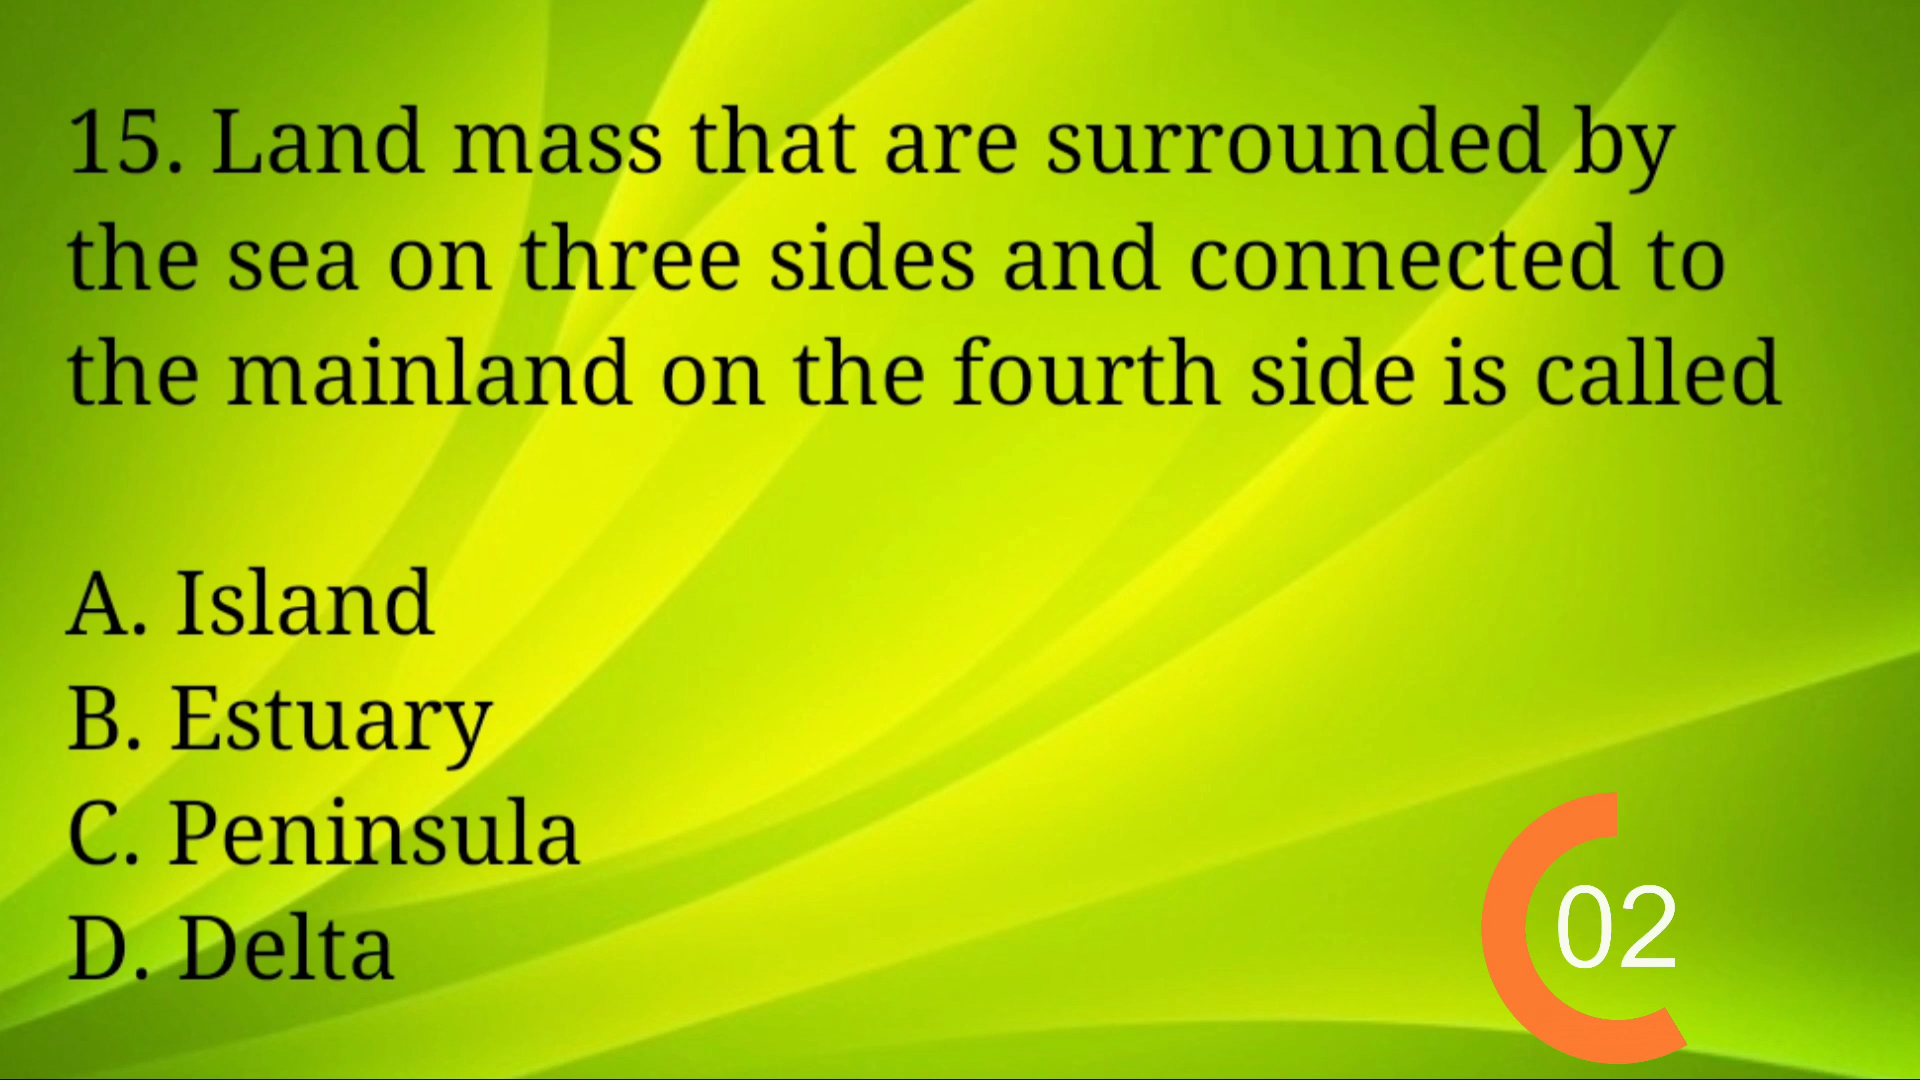 15. Land mass that are surrounded by
the sea on three sides and connected to
the mainland on the fourth side is called
A. Island
B. Estuary
C. Peninsula
D. Delta
02